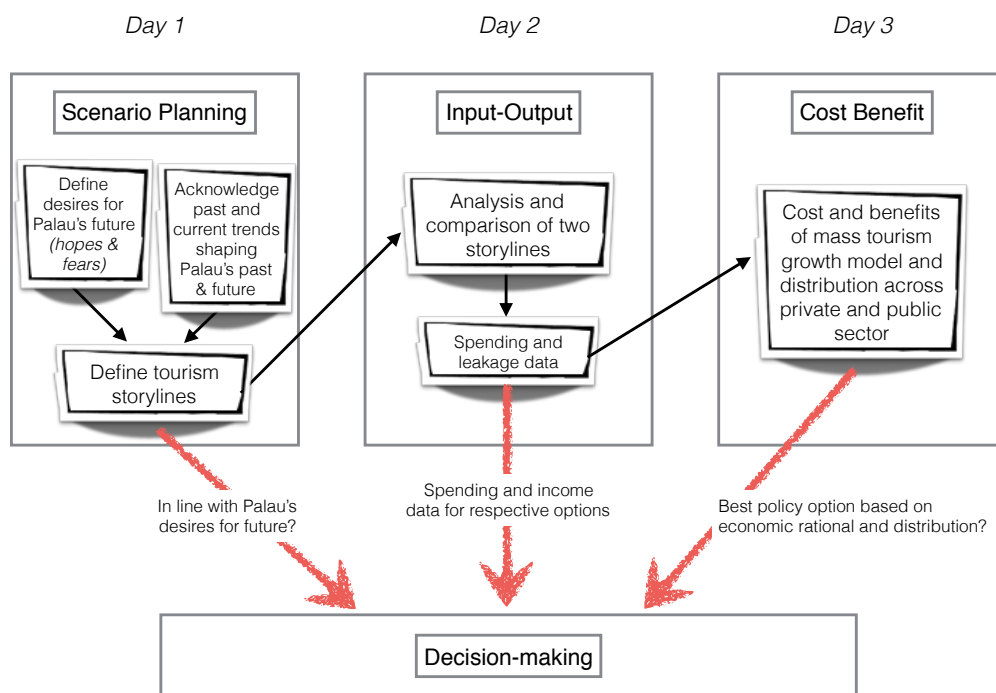 Day 1
Day 2
Day 3
Scenario Planning
Define
desires for
Palau's future
(hopes &
fears)
Acknowledge
past and
current trends
shaping
Palau's past
& future
Define tourism
storylines
Input-Output
Analysis and
comparison of two
storylines
Spending and
leakage data
Cost Benefit
Cost and benefits
of mass tourism
growth model and
distribution across
private and public
sector
In line with Palau's
desires for future?
Spending and income
data for respective options
Best policy option based on
economic rational and distribution?
Decision-making